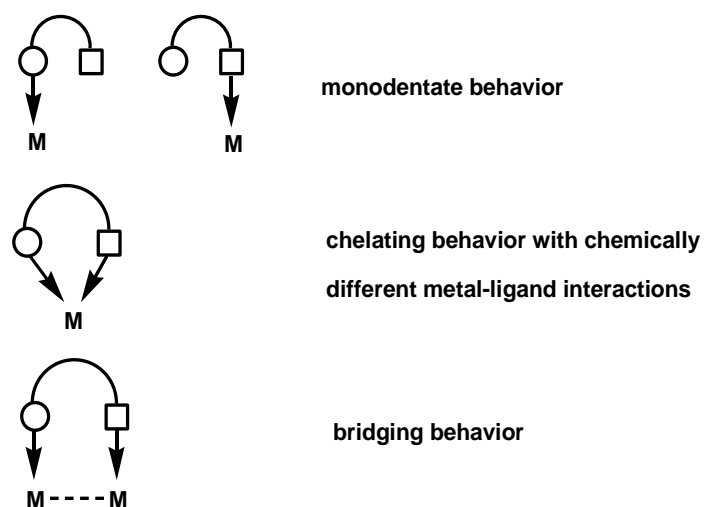 M
M
monodentate behavior
chelating behavior with chemically
different metal-ligand interactions
M
bridging behavior
M
M